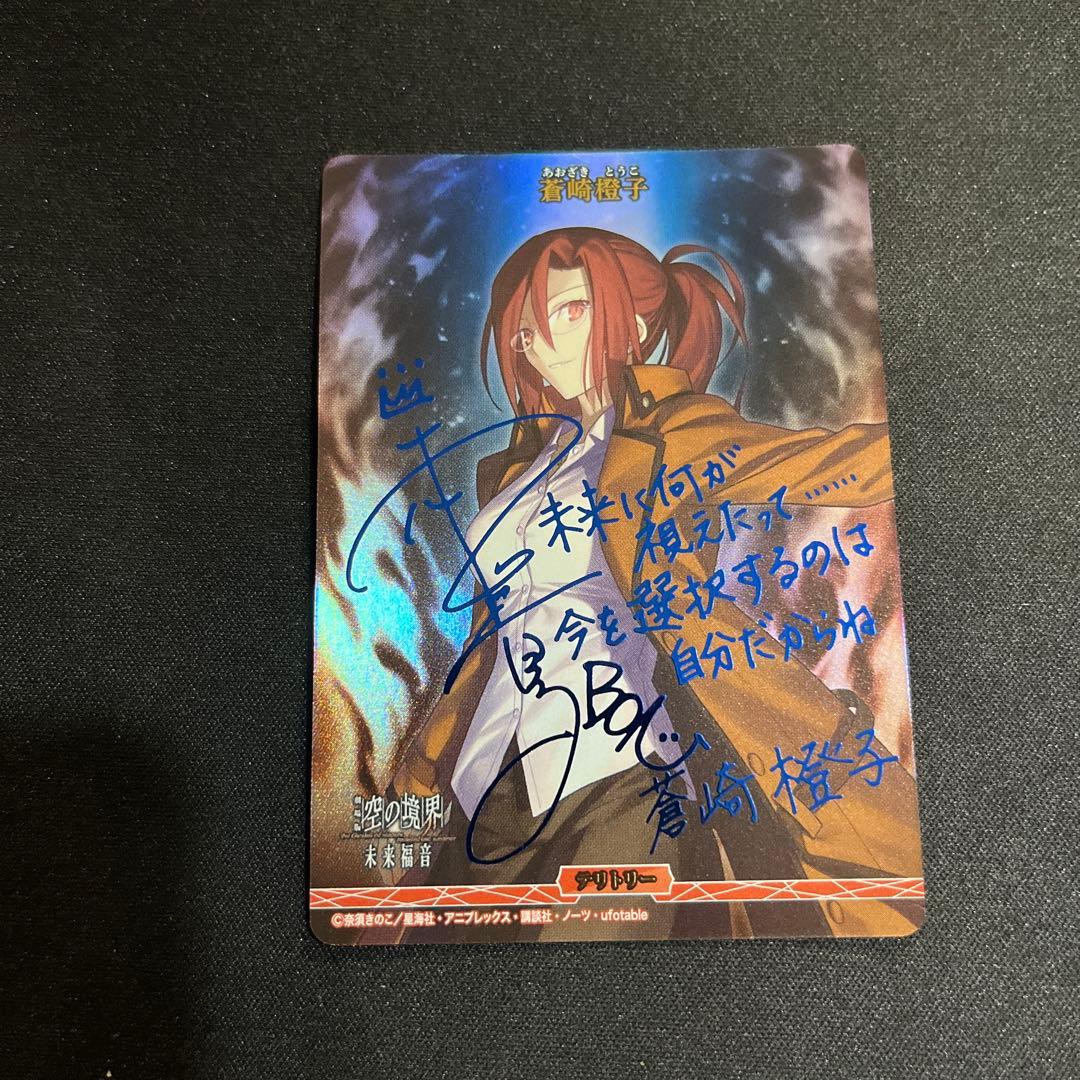 あおざき とうこ
蒼崎橙子
未来に何が
視えたって……
今を選択するのは
自分だからね
蒼崎 橙子
劇場版
空の境界
未来福音
テリトリー
©奈須きのこ／星海社・アニプレックス・講談社・ノーツ・ufotable